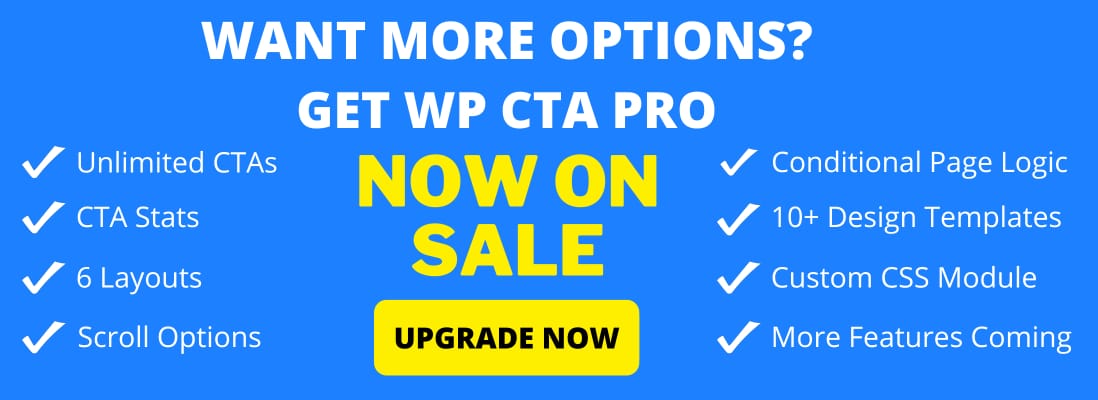 WANT MORE OPTIONS?
GET WP CTA PRO
Unlimited CTAs
CTA Stats
6 Layouts
Scroll Options
NOW ON
SALE
UPGRADE NOW
Conditional Page Logic
10+ Design Templates
Custom CSS Module
More Features Coming